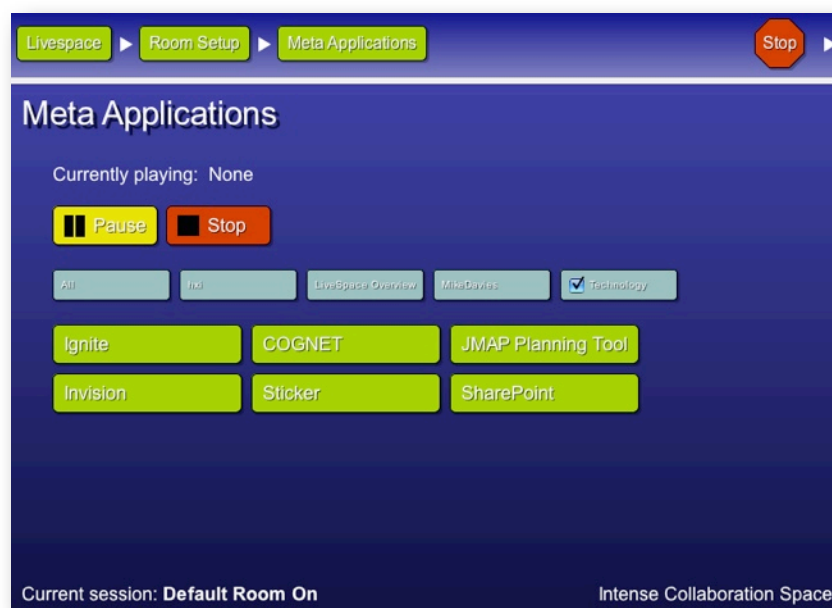 Livespace Room Setup Meta Applications Stop
Meta Applications
Currently playing: None
Pause Stop
All LiveSpace Overview MikeDavies Technology
Ignite COGNET JMAP Planning Tool
Invision Sticker SharePoint
Current session: Default Room On Intense Collaboration Space